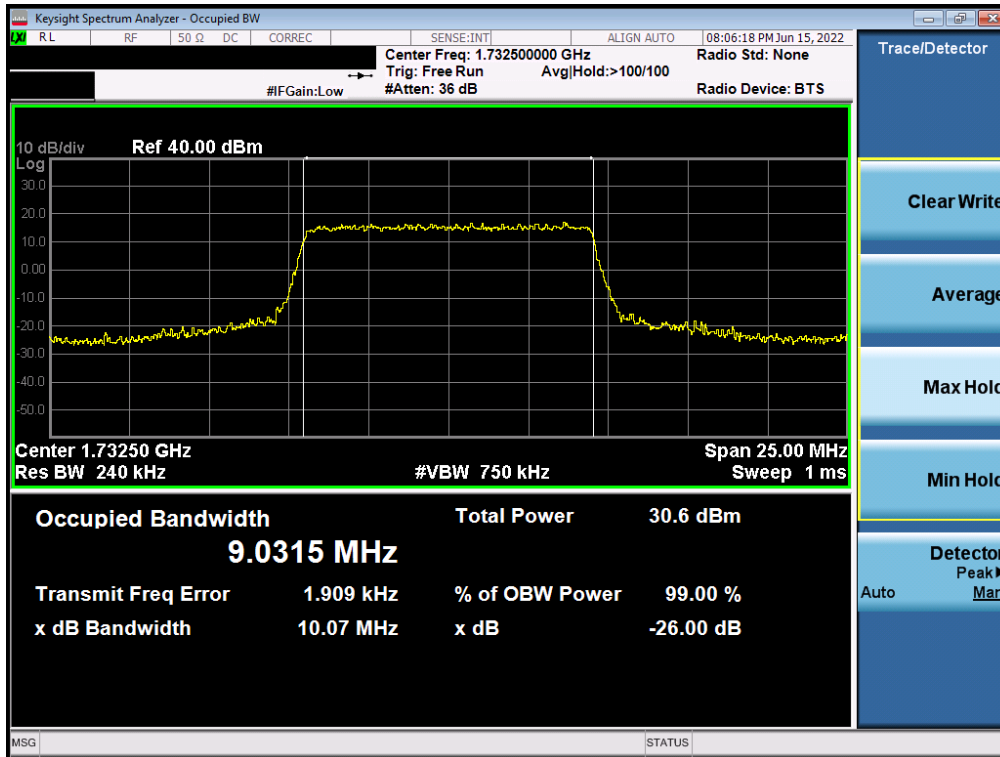 Keysight Spectrum Analyzer - Occupied BW
LXI RL RF 50 Ω DC CORREC SENSE:INT ALIGN AUTO 08:06:18 PM Jun 15, 2022
Center Freq: 1.732500000 GHz Radio Std: None
Trig: Free Run Avg|Hold:>100/100
#IFGain:Low #Atten: 36 dB Radio Device: BTS
10 dB/div Ref 40.00 dBm
Log
30.0
20.0
10.0
0.00
-10.0
-20.0
-30.0
-40.0
-50.0
Center 1.73250 GHz Span 25.00 MHz
Res BW 240 kHz #VBW 750 kHz Sweep 1 ms
Occupied Bandwidth Total Power 30.6 dBm
9.0315 MHz
Transmit Freq Error 1.909 kHz % of OBW Power 99.00 %
x dB Bandwidth 10.07 MHz x dB -26.00 dB
MSG STATUS
Trace/Detector
Clear Write
Average
Max Hold
Min Hold
Detector
Peak
Auto Man